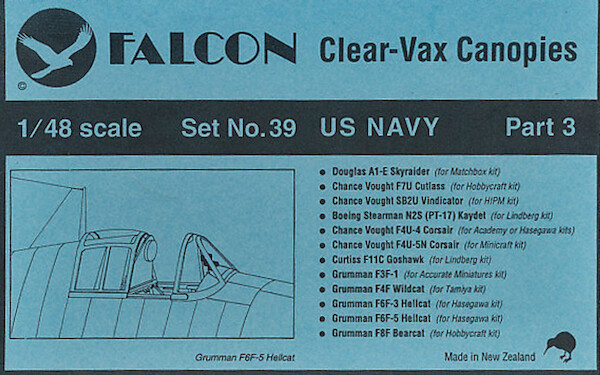 FALCON Clear-Vax Canopies
©
1/48 scale Set No. 39 US NAVY Part 3
Douglas A1-E Skyraider (for Matchbox kit)
Chance Vought F7U Cutlass (for Hobbycraft kit)
Chance Vought SB2U Vindicator (for HIPM kit)
Boeing Stearman N2S (PT-17) Kaydet (for Lindberg kit)
Chance Vought F4U-4 Corsair (for Academy or Hasegawa kits)
Chance Vought F4U-5N Corsair (for Minicraft kit)
Curtiss F11C Goshawk (for Lindberg kit)
Grumman F3F-1 (for Accurate Miniatures kit)
Grumman F4F Wildcat (for Tamiya kit)
Grumman F6F-3 Hellcat (for Hasegawa kit)
Grumman F6F-5 Hellcat (for Hasegawa kit)
Grumman F8F Bearcat (for Hobbycraft kit)
Grumman F6F-5 Hellcat
Made in New Zealand